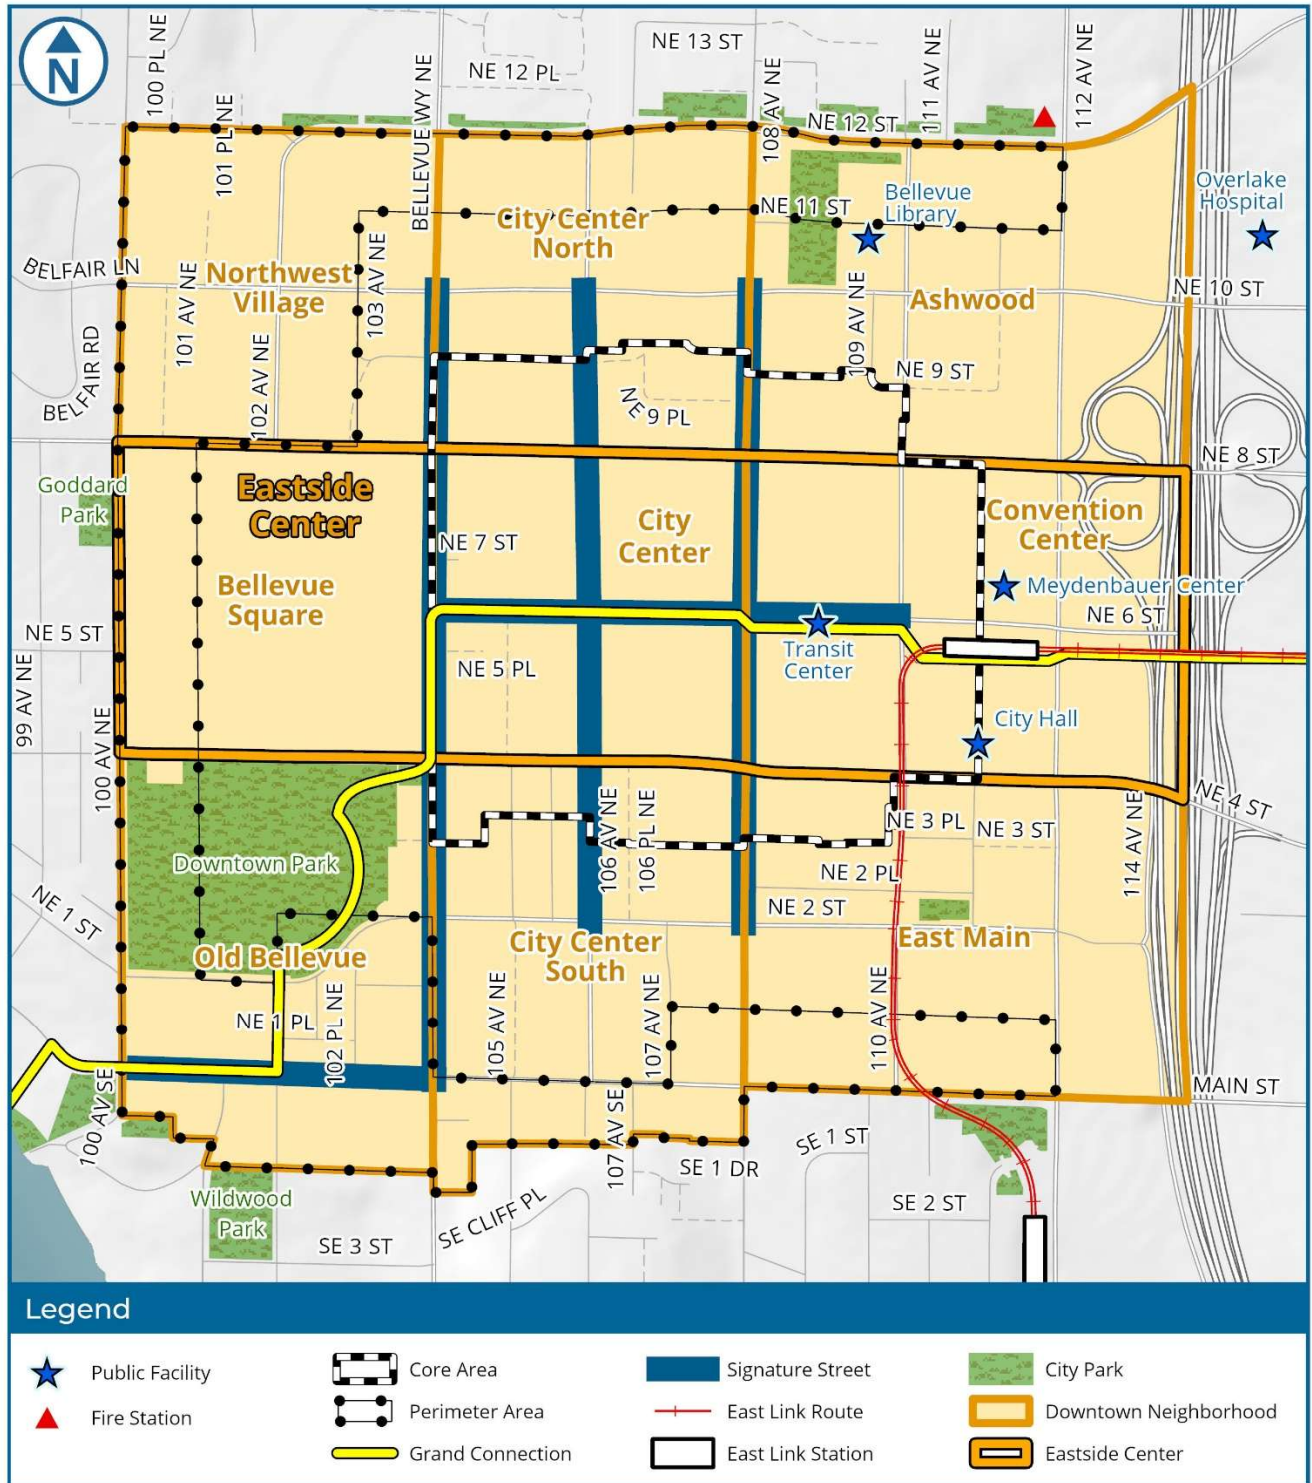 N
100 PL NE
NE 13 ST
NE 12 PL
BELLEVUE WY NE
108 AV NE
111 AV NE
112 AV NE
101 PL NE
NE 12 ST
Bellevue
Library
Overlake
Hospital
NE 11 ST
City Center
North
BELFAIR LN
Northwest
Village
103 AV NE
101 AV NE
Ashwood
NE 10 ST
109 AV NE
BELFAIR RD
102 AV NE
NE 9 ST
NE 9 PL
NE 8 ST
Goddard
Park
Eastside
Center
City
Center
Convention
Center
NE 7 ST
Bellevue
Square
Meydenbauer Center
NE 6 ST
NE 5 ST
Transit
Center
NE 5 PL
99 AV NE
City Hall
100 AV NE
NE 4 ST
106 AV NE
106 PL NE
NE 3 PL
NE 3 ST
114 AV NE
Downtown Park
NE 2 PL
NE 1 ST
NE 2 ST
Old Bellevue
City Center
South
East Main
NE 1 PL
102 PL NE
105 AV NE
107 AV NE
110 AV NE
MAIN ST
100 AV SE
107 AV SE
SE 1 ST
SE 1 DR
Wildwood
Park
SE CLIFF PL
SE 2 ST
SE 3 ST
Legend
Public Facility
Core Area
Signature Street
City Park
Fire Station
Perimeter Area
East Link Route
Downtown Neighborhood
Grand Connection
East Link Station
Eastside Center